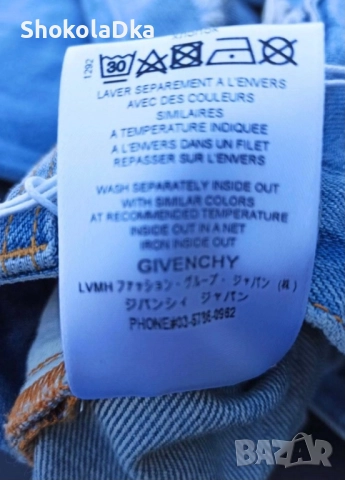 ShokolaDka
1292
30
LAVER SEPAREMENT A L'ENVERS
AVEC DES COULEURS
SIMILAIRES
A TEMPERATURE INDIQUEE
A L'ENVERS DANS UN FILET
REPASSER SUR L'ENVERS
WASH SEPARATELY INSIDE OUT
WITH SIMILAR COLORS
AT RECOMMENDED TEMPERATURE
INSIDE OUT IN A NET
IRON INSIDE OUT
GIVENCHY
LVMH ファッション・グループ・ジャパン (株)
ジバンシィ ジャパン
PHONE#03-5736-0962
BAZAR